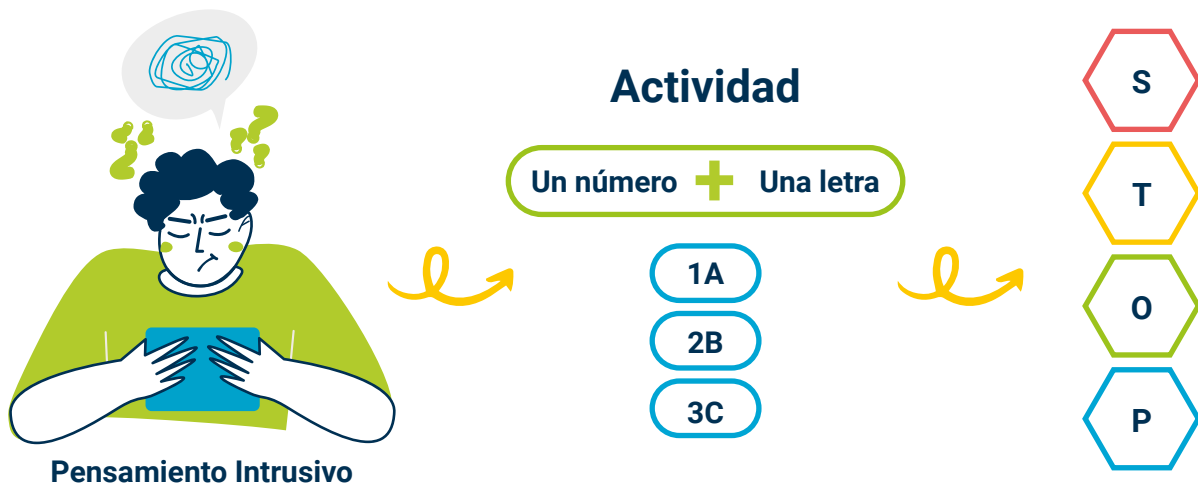 Actividad
Un número + Una letra
1A
2B
3C
Pensamiento Intrusivo
S
T
O
P